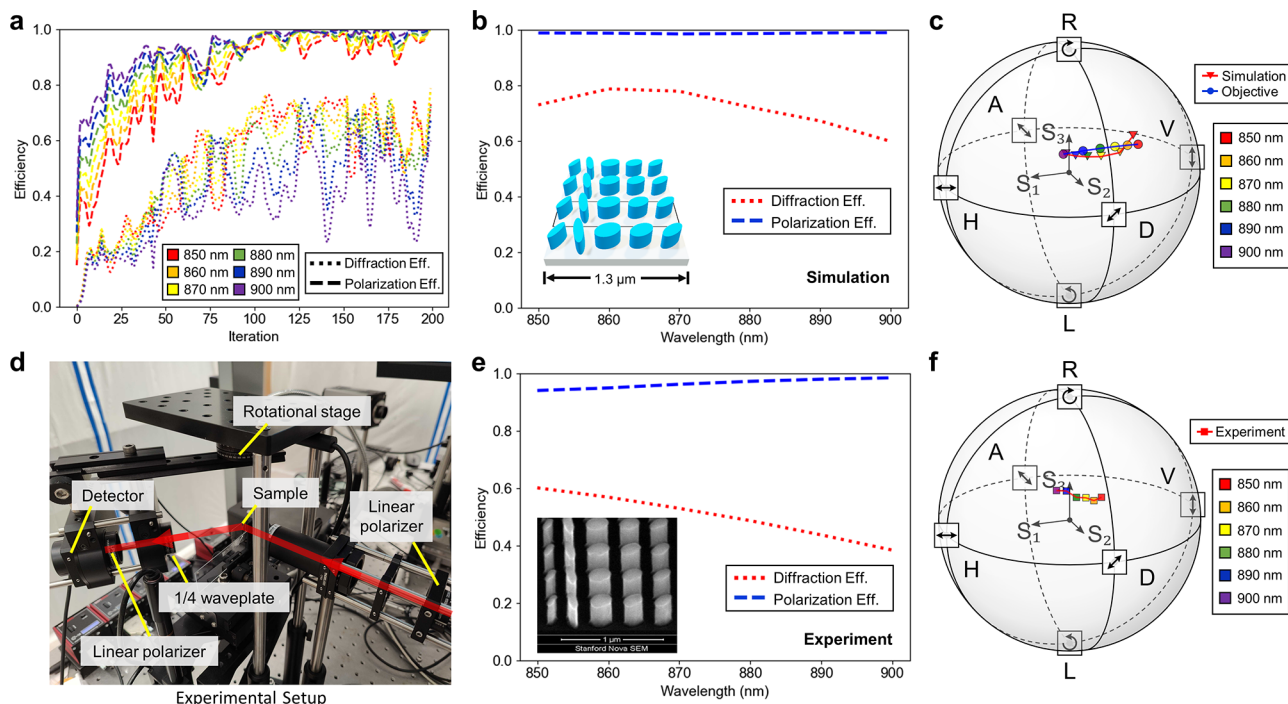 a
1.0
0.8
0.6
0.4
0.2
0.0
Efficiency
850 nm
880 nm
860 nm
890 nm
870 nm
900 nm
Diffraction Eff.
Polarization Eff.
0
25
50
75
100
125
150
175
200
Iteration
b
1.0
0.8
0.6
0.4
0.2
0.0
Efficiency
Diffraction Eff.
Polarization Eff.
1.3 μm
Simulation
850
860
870
880
890
900
Wavelength (nm)
c
R
A
V
S3
S1
S2
H
D
L
Simulation
Objective
850 nm
860 nm
870 nm
880 nm
890 nm
900 nm
d
Rotational stage
Detector
Sample
Linear
polarizer
1/4 waveplate
Linear polarizer
Experimental Setup
e
1.0
0.8
0.6
0.4
0.2
0.0
Efficiency
Diffraction Eff.
Polarization Eff.
1 μm
Stanford Nova SEM
Experiment
850
860
870
880
890
900
Wavelength (nm)
f
R
A
V
S3
S1
S2
H
D
L
Experiment
850 nm
860 nm
870 nm
880 nm
890 nm
900 nm